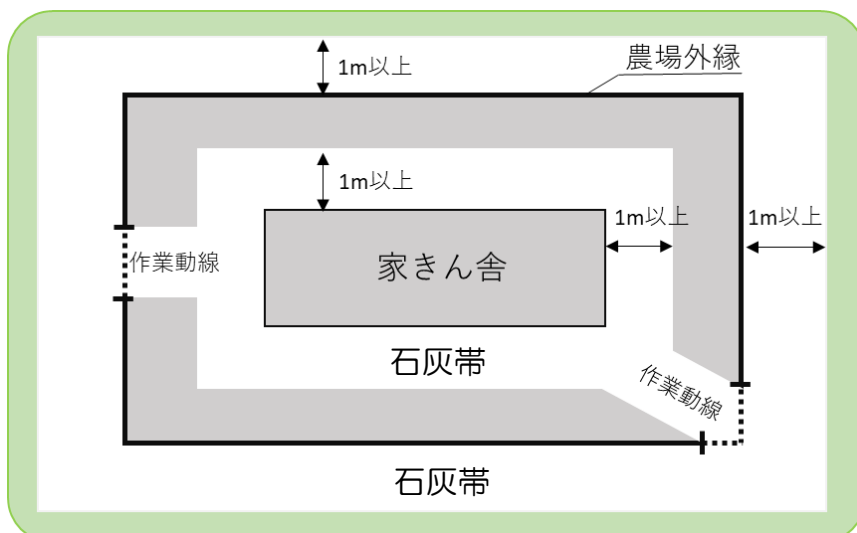 農場外縁
1m以上
1m以上
1m以上
1m以上
作業動線
家きん舎
石灰帯
作業動線
石灰帯